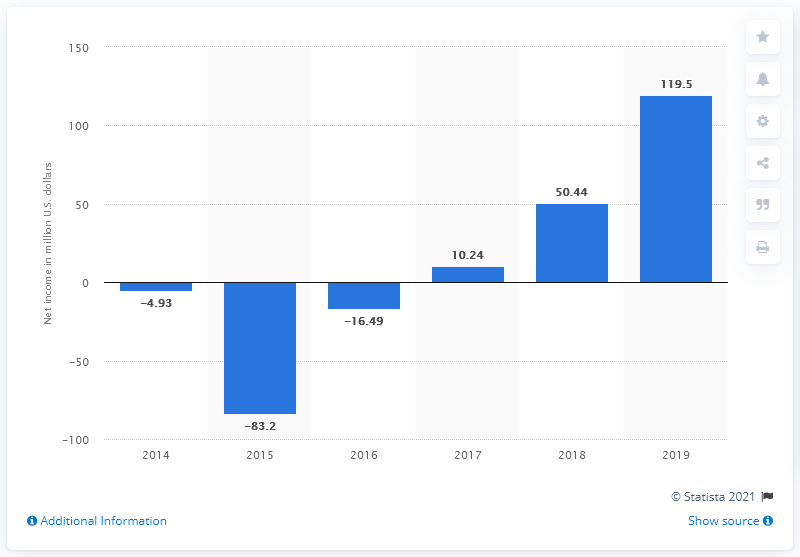 150
100
50
0
−50
−100
Net income in million U.S. dollars
−4.93
−83.2
−16.49
10.24
50.44
119.5
2014 2015 2016 2017 2018 2019
© Statista 2021
Additional Information
Show source